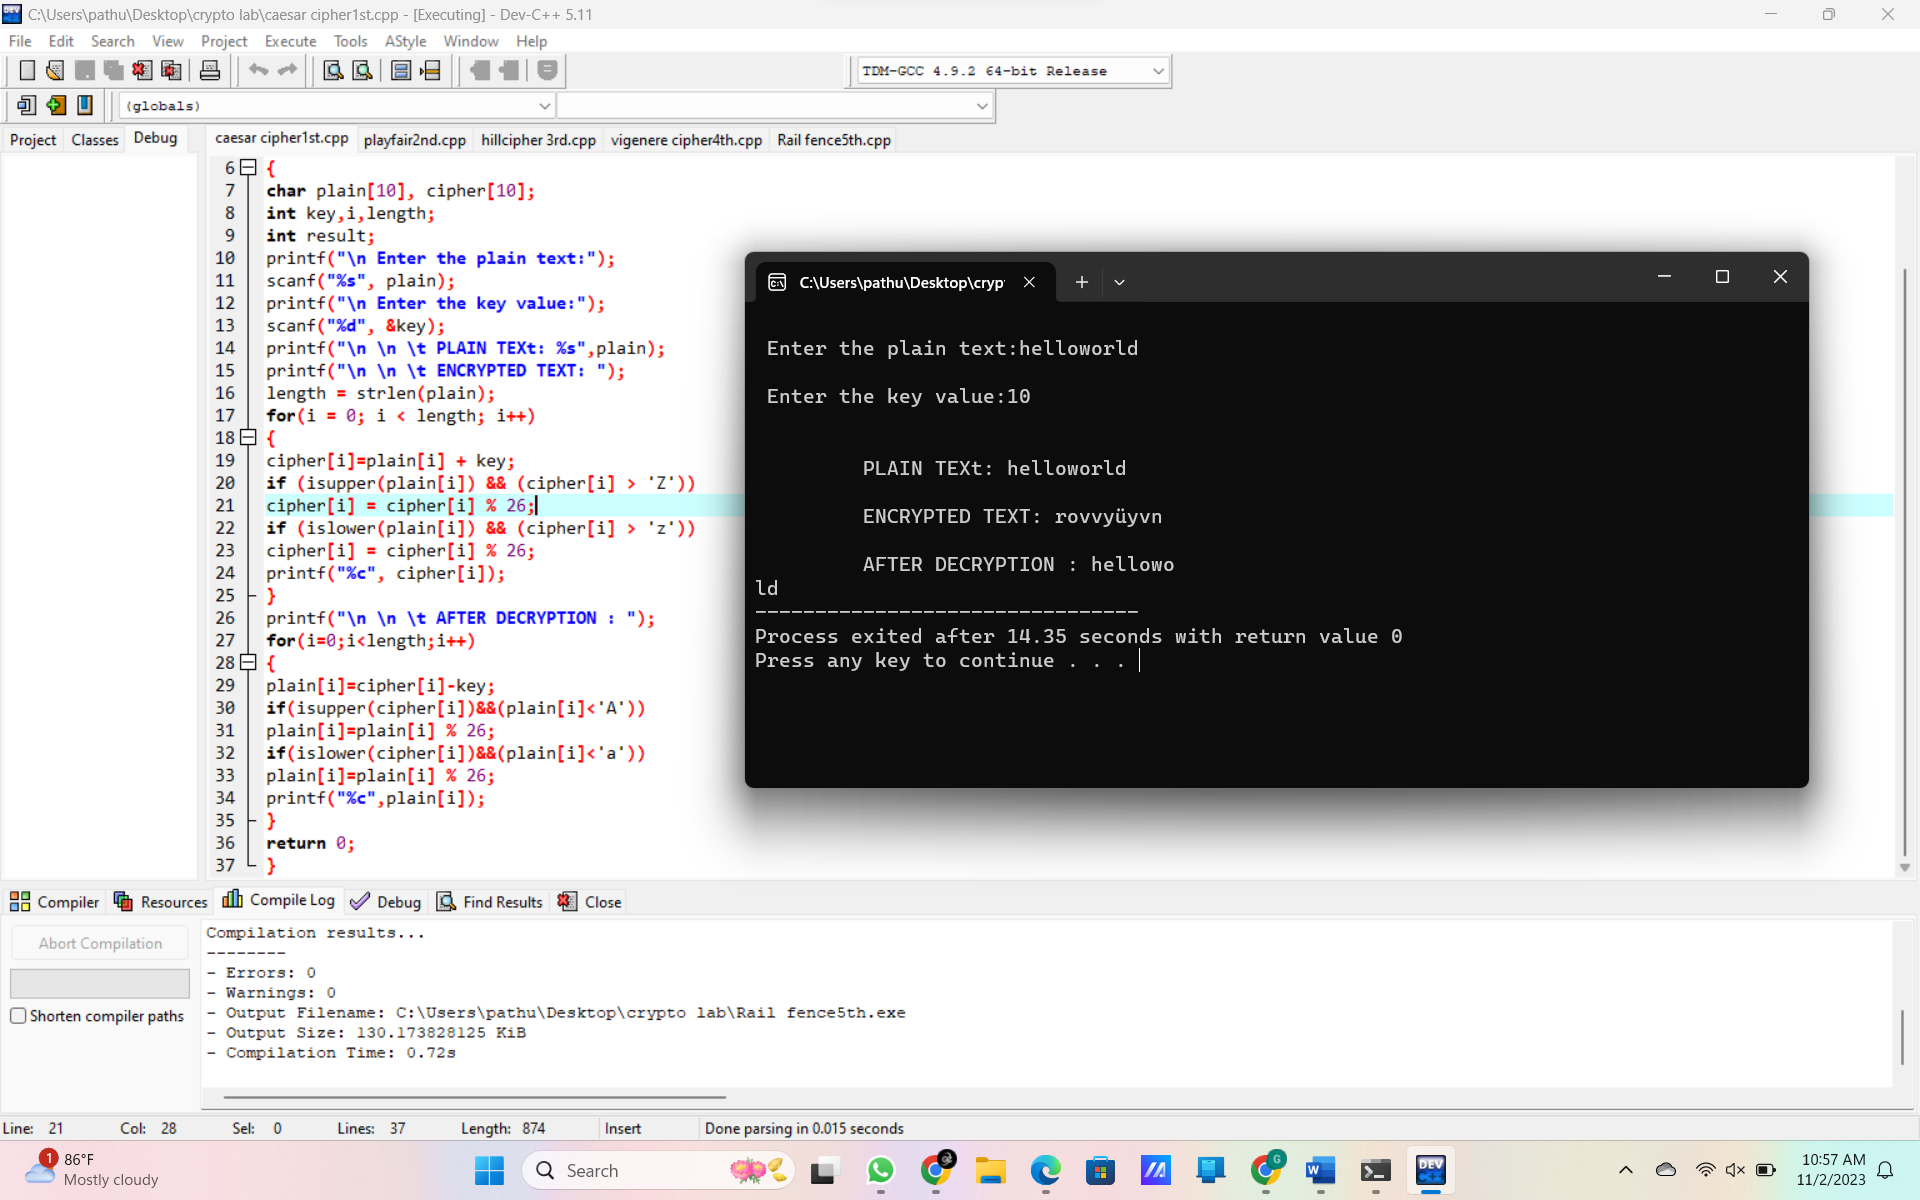 C:\Users\pathu\Desktop\crypto lab\caesar cipher1st.cpp - [Executing] - Dev-C++ 5.11
File Edit Search View Project Execute Tools AStyle Window Help
TDM-GCC 4.9.2 64-bit Release
(globals)
Project Classes Debug
caesar cipher1st.cpp playfair2nd.cpp hillcipher 3rd.cpp vigenere cipher4th.cpp Rail fence5th.cpp
6 {
7 char plain[10], cipher[10];
8 int key,i,length;
9 int result;
10 printf("\n Enter the plain text:");
11 scanf("%s", plain);
12 printf("\n Enter the key value:");
13 scanf("%d", &key);
14 printf("\n \n \t PLAIN TEXt: %s",plain);
15 printf("\n \n \t ENCRYPTED TEXT: ");
16 length = strlen(plain);
17 for(i = 0; i < length; i++)
18 {
19 cipher[i]=plain[i] + key;
20 if (isupper(plain[i]) && (cipher[i] > 'Z'))
21 cipher[i] = cipher[i] % 26;
22 if (islower(plain[i]) && (cipher[i] > 'z'))
23 cipher[i] = cipher[i] % 26;
24 printf("%c", cipher[i]);
25 }
26 printf("\n \n \t AFTER DECRYPTION : ");
27 for(i=0;i<length;i++)
28 {
29 plain[i]=cipher[i]-key;
30 if(isupper(cipher[i])&&(plain[i]<'A'))
31 plain[i]=plain[i] % 26;
32 if(islower(cipher[i])&&(plain[i]<'a'))
33 plain[i]=plain[i] % 26;
34 printf("%c",plain[i]);
35 }
36 return 0;
37 }
C:\Users\pathu\Desktop\cryp
Enter the plain text:helloworld
Enter the key value:10
PLAIN TEXt: helloworld
ENCRYPTED TEXT: rovvyüyvn
AFTER DECRYPTION : hellowo
ld
--------------------------------
Process exited after 14.35 seconds with return value 0
Press any key to continue . . .
Compiler Resources Compile Log Debug Find Results Close
Abort Compilation
Shorten compiler paths
Compilation results...
--------
- Errors: 0
- Warnings: 0
- Output Filename: C:\Users\pathu\Desktop\crypto lab\Rail fence5th.exe
- Output Size: 130.173828125 KiB
- Compilation Time: 0.72s
Line: 21 Col: 28 Sel: 0 Lines: 37 Length: 874 Insert Done parsing in 0.015 seconds
1
86°F
Mostly cloudy
Search
G
DEV
10:57 AM
11/2/2023